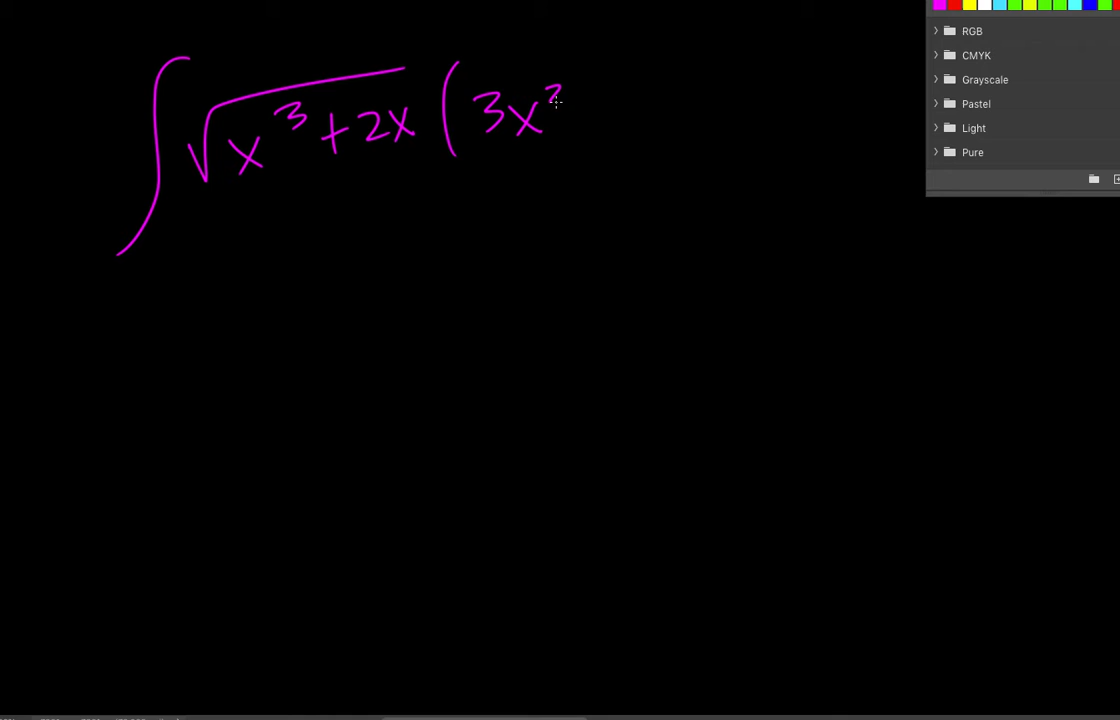 ∫ √x³+2x (3x²
RGB
CMYK
Grayscale
Pastel
Light
Pure